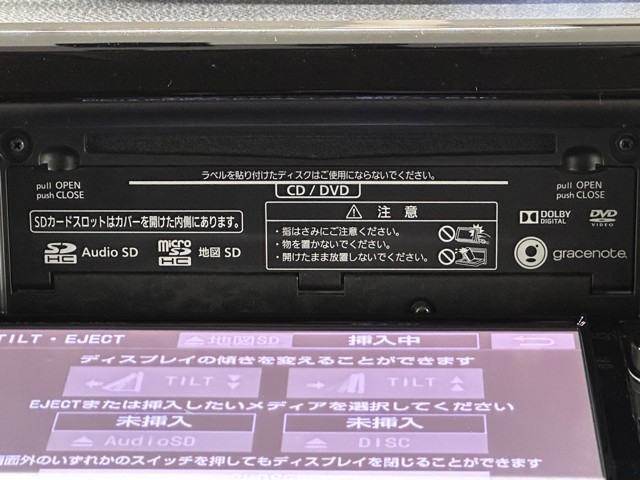 ラベルを貼り付けたディスクはご使用にならないでください。
CD / DVD
pull OPEN
push CLOSE
pull OPEN
push CLOSE
SDカードスロットはカバーを開けた内側にあります。
注 意
・指はさみにご注意ください。
・物を置かないでください。
・開けたまま放置しないでください。
DOLBY
DIGITAL
DVD
VIDEO
SD HC Audio SD
micro SD HC 地図 SD
gracenote.
TILT・EJECT
地図SD
挿入中
ディスプレイの傾きを変えることができます
TILT
TILT
EJECTまたは挿入したいメディアを選択してください
未挿入
未挿入
AudioSD
DISC
画面外のいずれかのスイッチを押してもディスプレイを閉じることができます